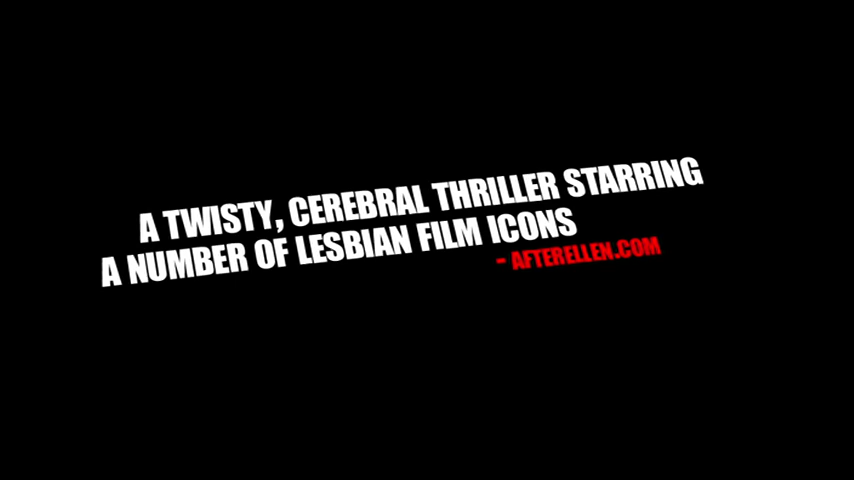 A TWISTY, CEREBRAL THRILLER STARRING
A NUMBER OF LESBIAN FILM ICONS
- AFTERELLEN.COM